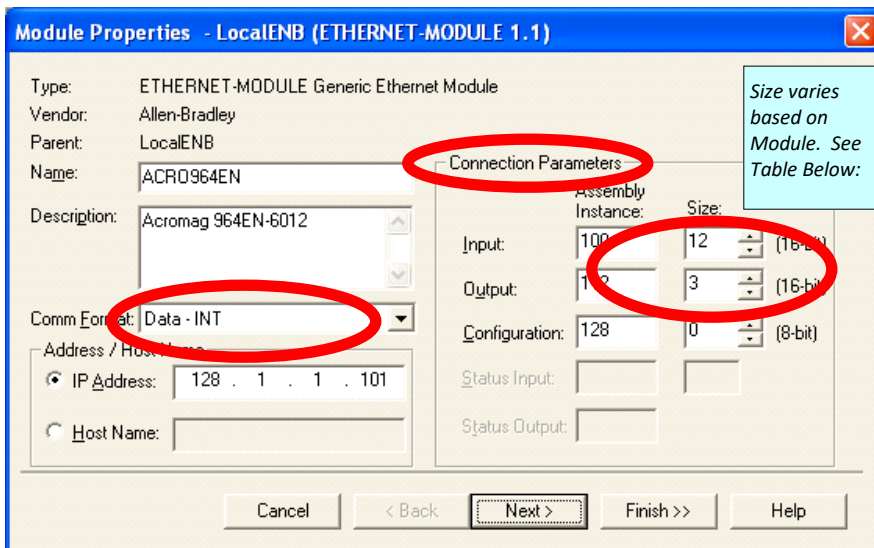 Module Properties - LocalENB (ETHERNET-MODULE 1.1)
Type: ETHERNET-MODULE Generic Ethernet Module
Vendor: Allen-Bradley
Parent: LocalENB
Name: ACRO964EN
Description: Acromag 964EN-6012
Comm Format: Data - INT
Address / Host Name
IP Address: 128 . 1 . 1 . 101
Host Name:
Size varies
based on
Module. See
Table Below:
Connection Parameters
Assembly
Instance: Size:
Input: 100 12 (16-bit)
Output: 3 (16-bit)
Configuration: 128 0 (8-bit)
Status Input:
Status Output:
Cancel < Back Next > Finish >> Help